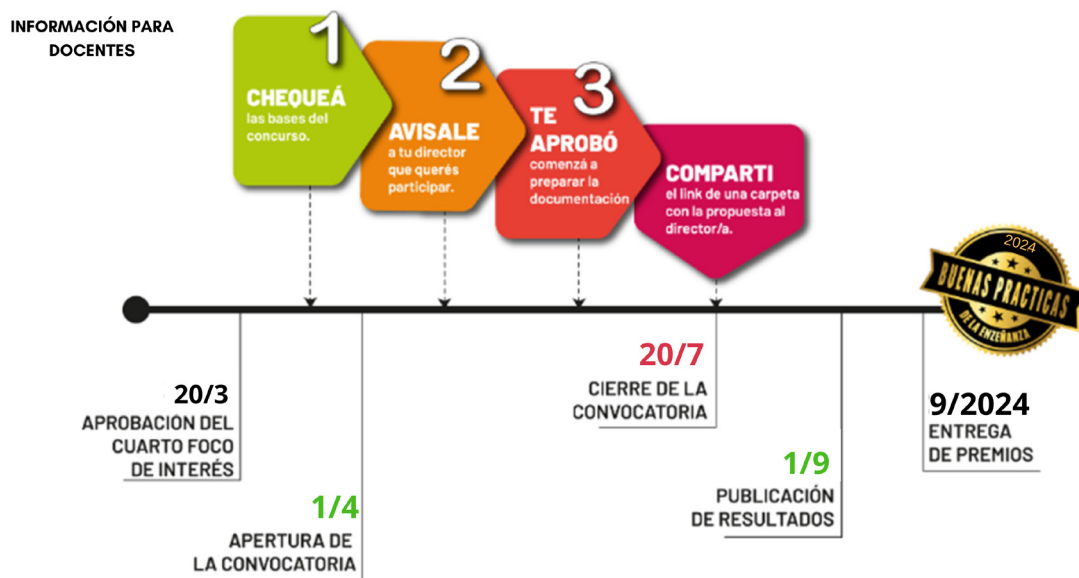 INFORMACIÓN PARA
DOCENTES
1
CHEQUEÁ
las bases del
concurso.
2
AVISALE
a tu director
que querés
participar.
3
TE
APROBÓ
comenzá a
preparar la
documentación
COMPARTI
el link de una carpeta
con la propuesta al
director/a.
2024
BUENAS PRACTICAS
DE LA ENZEÑANZA
20/3
APROBACIÓN DEL
CUARTO FOCO
DE INTERÉS
1/4
APERTURA DE
LA CONVOCATORIA
20/7
CIERRE DE LA
CONVOCATORIA
1/9
PUBLICACIÓN
DE RESULTADOS
9/2024
ENTREGA
DE PREMIOS